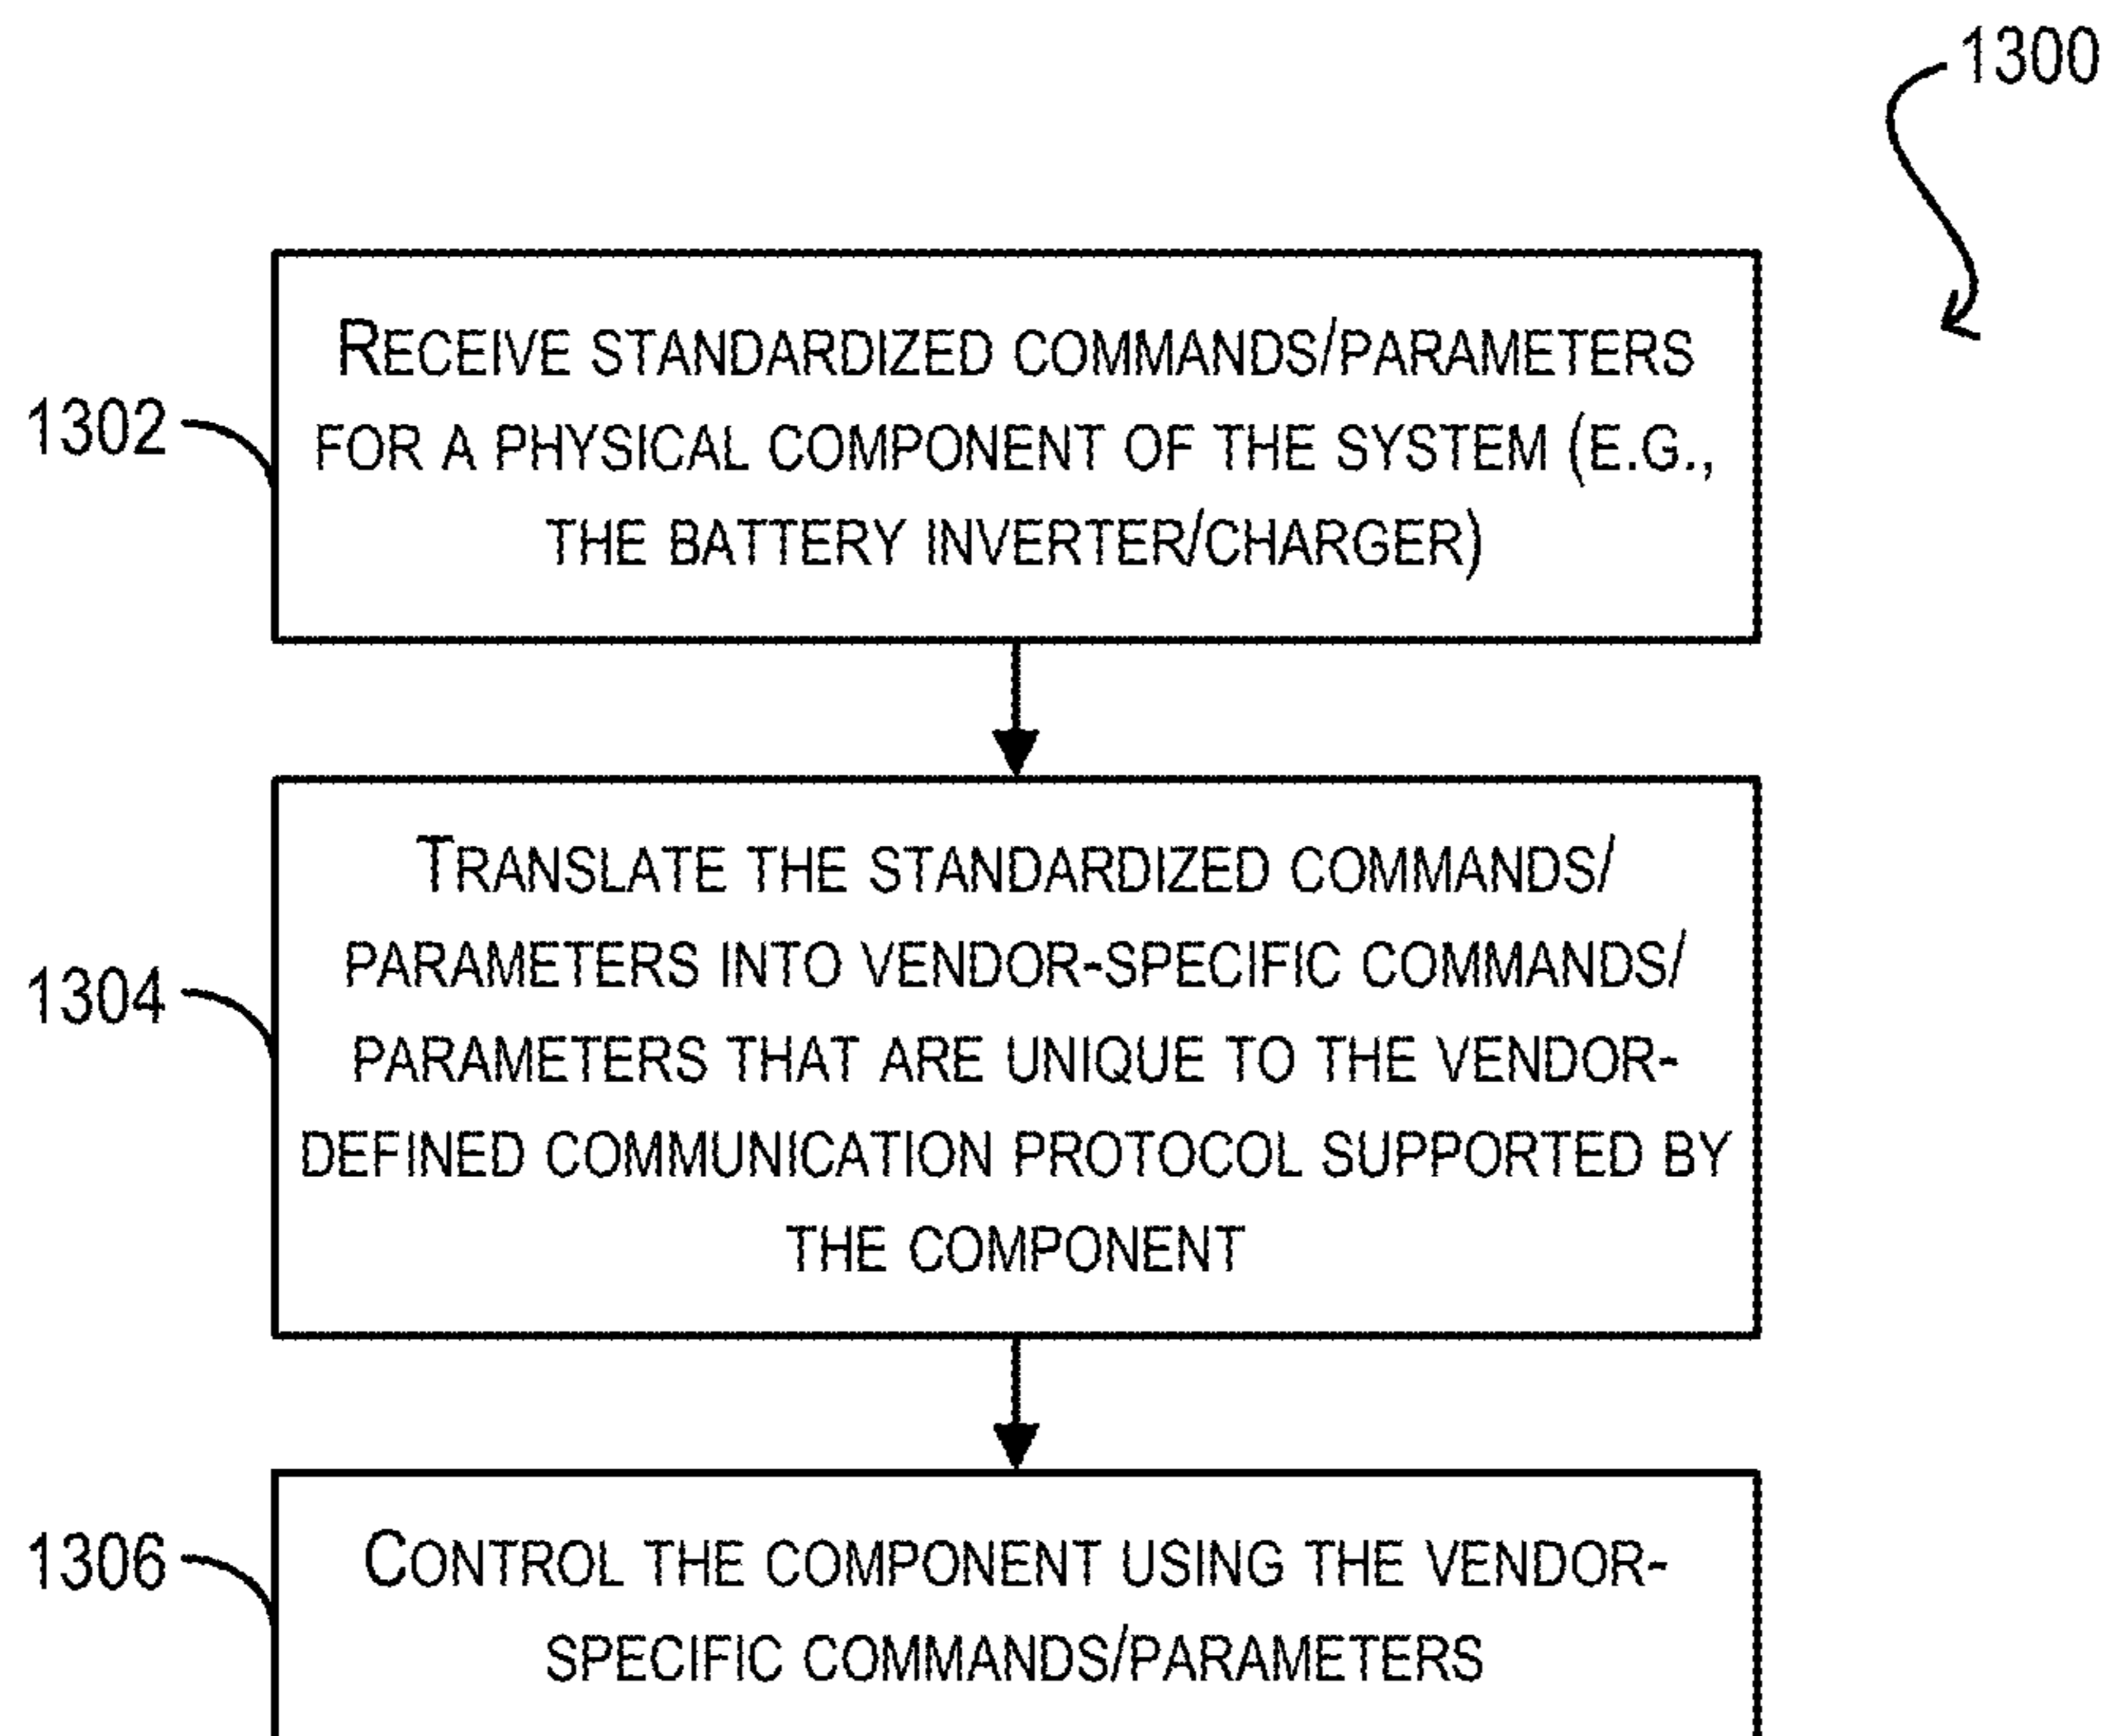 1300
1302
RECEIVE STANDARDIZED COMMANDS/PARAMETERS
FOR A PHYSICAL COMPONENT OF THE SYSTEM (E.G.,
THE BATTERY INVERTER/CHARGER)
1304
TRANSLATE THE STANDARDIZED COMMANDS/
PARAMETERS INTO VENDOR-SPECIFIC COMMANDS/
PARAMETERS THAT ARE UNIQUE TO THE VENDOR-
DEFINED COMMUNICATION PROTOCOL SUPPORTED BY
THE COMPONENT
1306
CONTROL THE COMPONENT USING THE VENDOR-
SPECIFIC COMMANDS/PARAMETERS